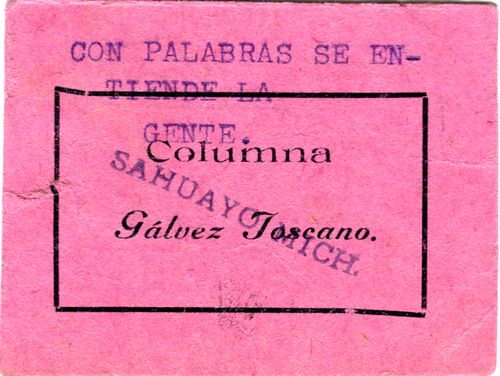 CON PALABRAS SE EN-
TIENDE LA
GENTE.
Columna
SAHUAYO, MICH.
Gálvez Toscano.